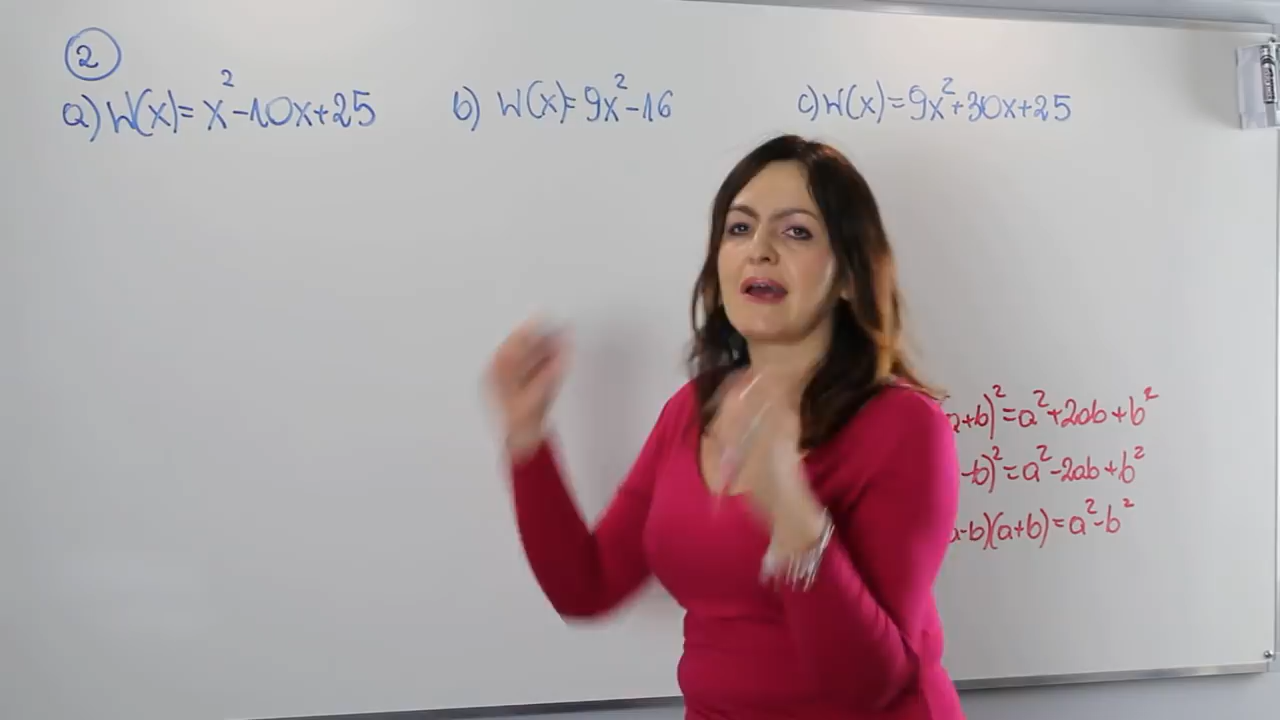 2
a) W(x)=x²-10x+25
b) W(x)=9x²-16
c) W(x)=9x²+30x+25
a+b)²=a²+2ab+b²
-b)²=a²-2ab+b²
a-b)(a+b)=a²-b²